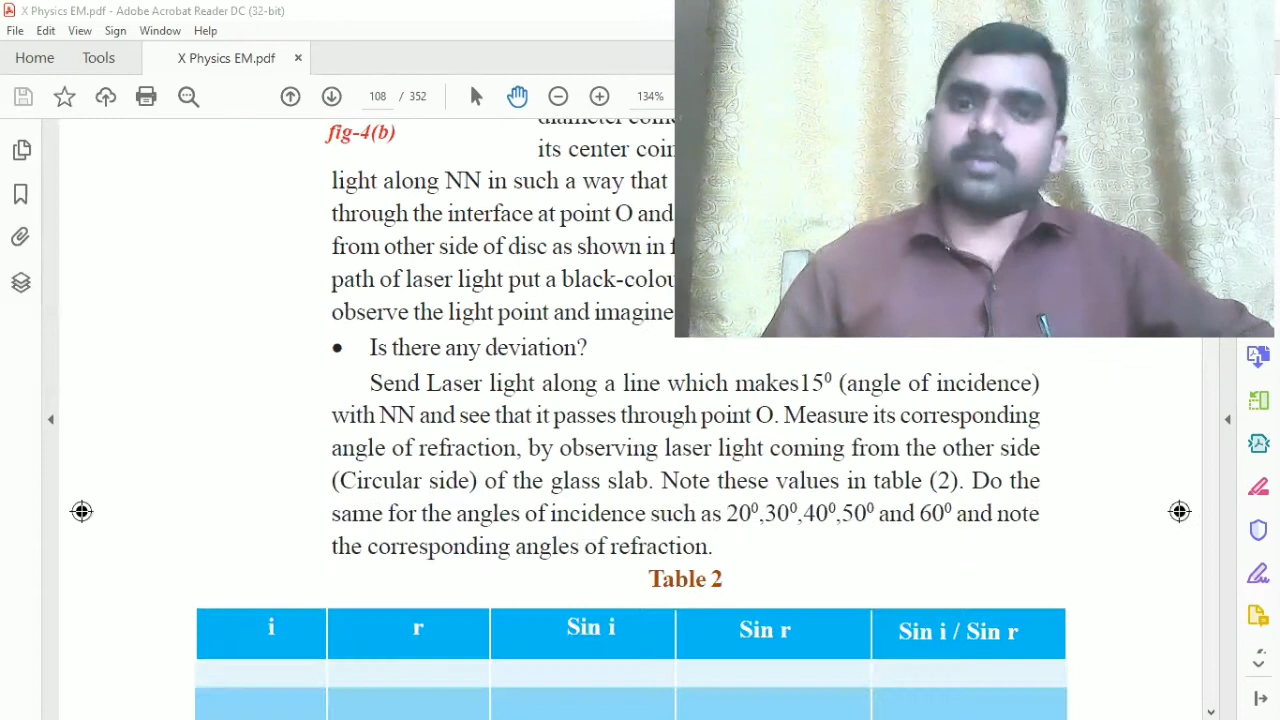 X Physics EM.pdf - Adobe Acrobat Reader DC (32-bit)
File Edit View Sign Window Help
Home Tools X Physics EM.pdf ×
108 / 352 134%
fig-4(b)
its center coin
light along NN in such a way that
through the interface at point O and
from other side of disc as shown in f
path of laser light put a black-colou
observe the light point and imagine
• Is there any deviation?
Send Laser light along a line which makes15⁰ (angle of incidence)
with NN and see that it passes through point O. Measure its corresponding
angle of refraction, by observing laser light coming from the other side
(Circular side) of the glass slab. Note these values in table (2). Do the
same for the angles of incidence such as 20⁰,30⁰,40⁰,50⁰ and 60⁰ and note
the corresponding angles of refraction.
Table 2
i r Sin i Sin r Sin i / Sin r